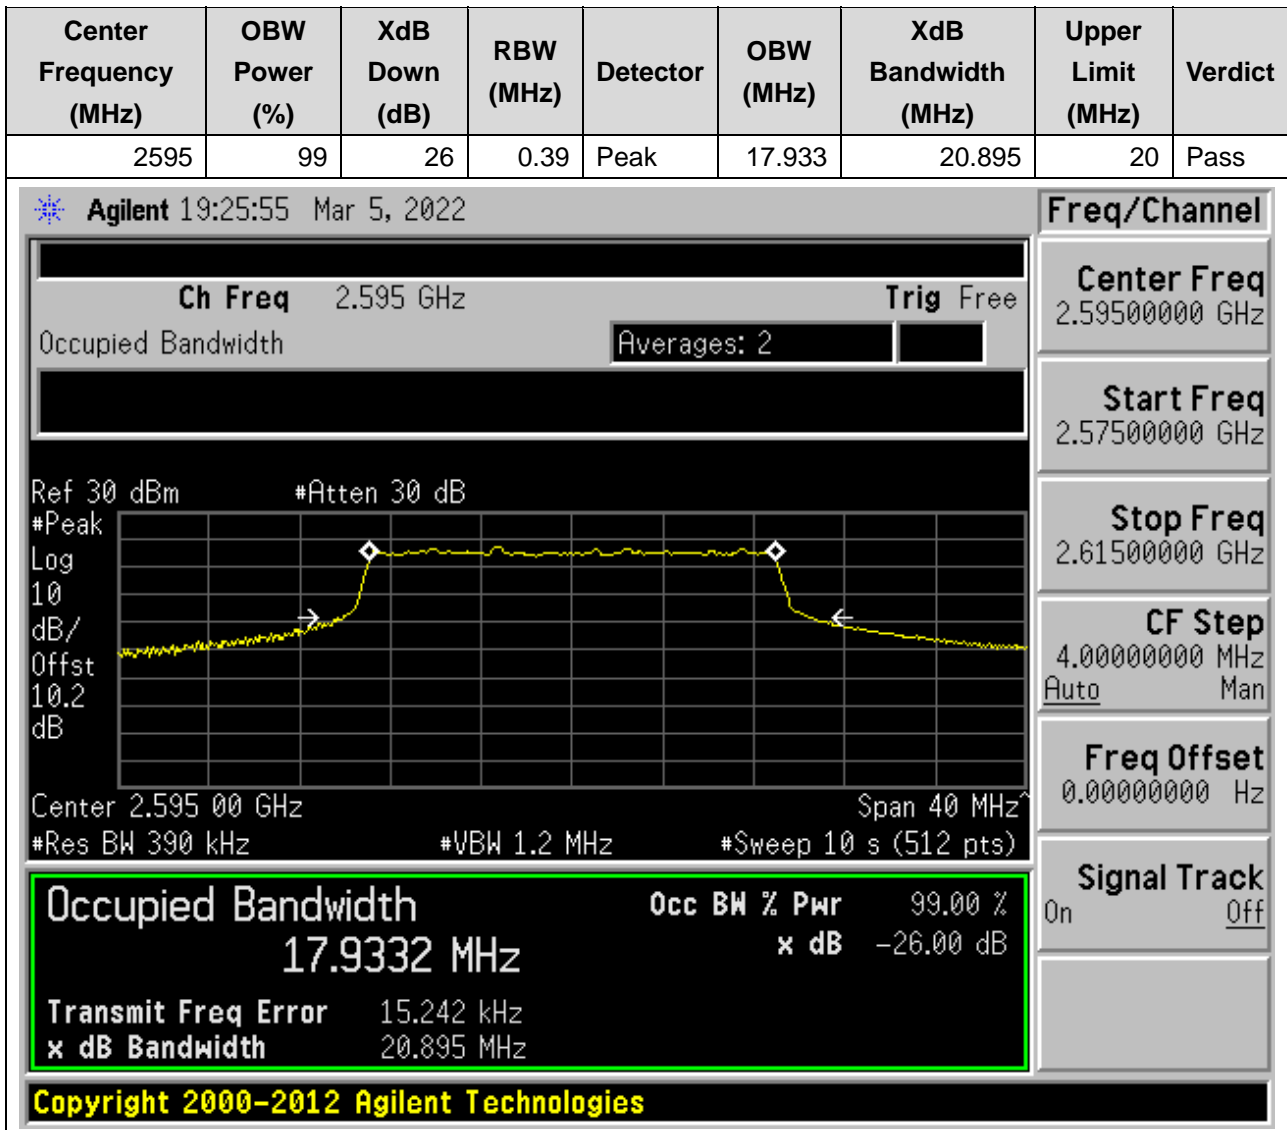 Center Frequency (MHz) OBW Power (%) XdB Down (dB) RBW (MHz) Detector OBW (MHz) XdB Bandwidth (MHz) Upper Limit (MHz) Verdict
2595 99 26 0.39 Peak 17.933 20.895 20 Pass
Agilent 19:25:55 Mar 5, 2022
Freq/Channel
Ch Freq 2.595 GHz Trig Free
Occupied Bandwidth Averages: 2
Center Freq
2.59500000 GHz
Start Freq
2.57500000 GHz
Stop Freq
2.61500000 GHz
CF Step
4.00000000 MHz
Auto Man
Freq Offset
0.00000000 Hz
Signal Track
On Off
Ref 30 dBm #Atten 30 dB
#Peak
Log
10
dB/
Offst
10.2
dB
Center 2.595 00 GHz Span 40 MHz^
#Res BW 390 kHz #VBW 1.2 MHz #Sweep 10 s (512 pts)
Occupied Bandwidth
17.9332 MHz
Occ BW % Pwr 99.00 %
x dB -26.00 dB
Transmit Freq Error 15.242 kHz
x dB Bandwidth 20.895 MHz
Copyright 2000-2012 Agilent Technologies